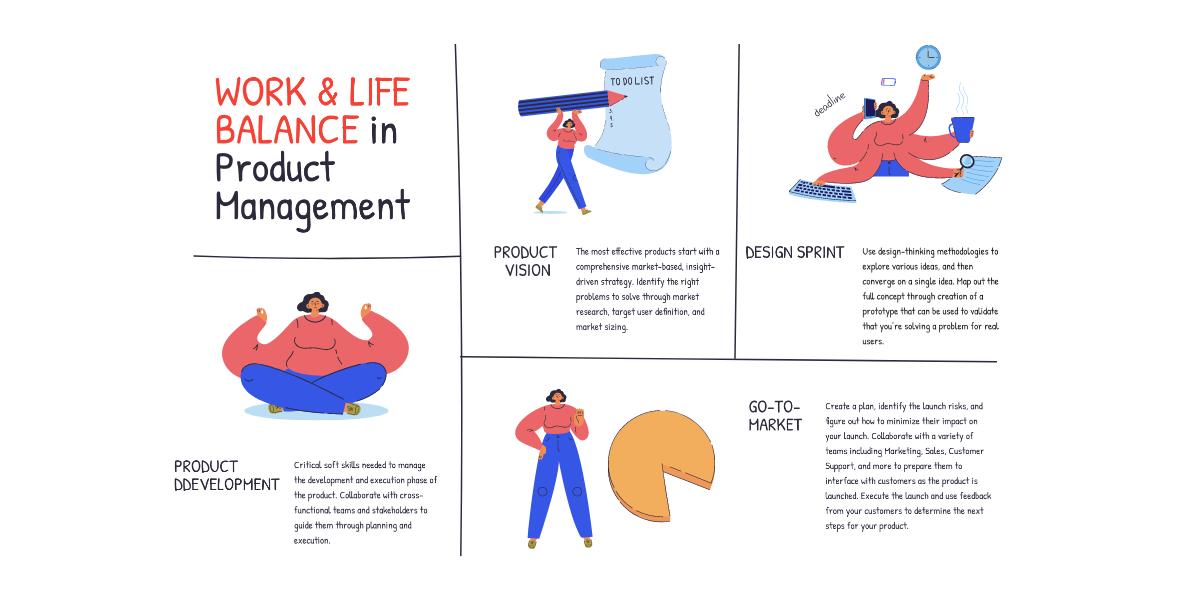 WORK & LIFE
BALANCE in
Product
Management
TO DO LIST
3.
4.
5
PRODUCT
VISION
The most effective products start with a
comprehensive market-based, insight-
driven strategy. Identify the right
problems to solve through market
research, target user definition, and
market sizing.
deadline
DESIGN SPRINT
Use design-thinking methodologies to
explore various ideas, and then
converge on a single idea. Map out the
full concept through creation of a
prototype that can be used to validate
that you're solving a problem for real
users.
PRODUCT
DDEVELOPMENT
Critical soft skills needed to manage
the development and execution phase of
the product. Collaborate with cross-
functional teams and stakeholders to
guide them through planning and
execution.
GO-TO-
MARKET
Create a plan, identify the launch risks, and
figure out how to minimize their impact on
your launch. Collaborate with a variety of
teams including Marketing, Sales, Customer
Support, and more to prepare them to
interface with customers as the product is
launched. Execute the launch and use feedback
from your customers to determine the next
steps for your product.